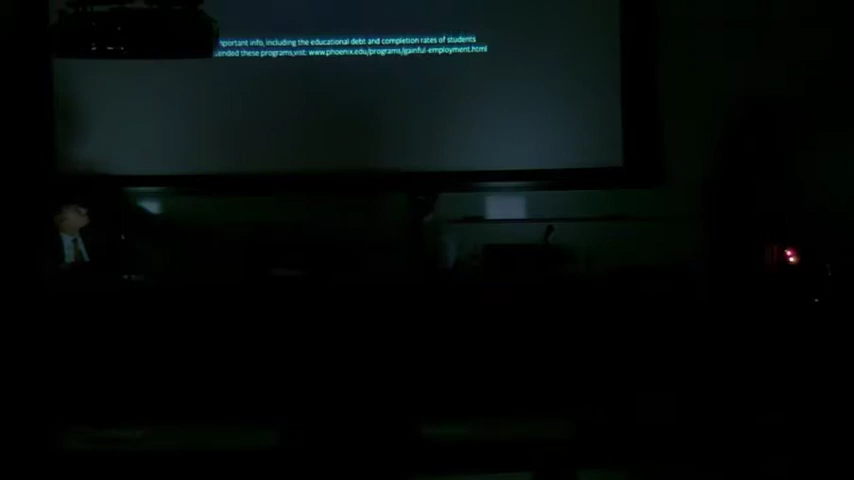 important info, including the educational debt and completion rates of students
attended these programs,visit: www.phoenix.edu/programs/gainful-employment.html